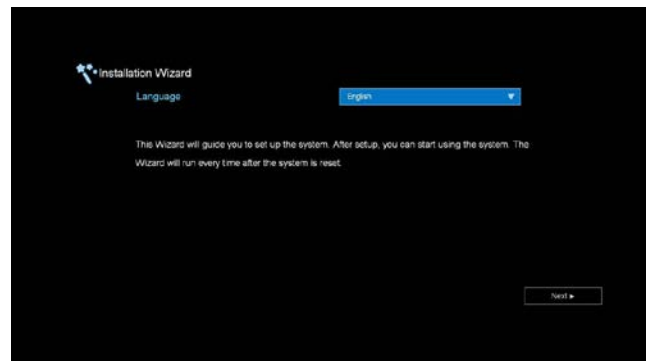 Installation Wizard
Language
English
This Wizard will guide you to set up the system. After setup, you can start using the system. The
Wizard will run every time after the system is reset.
Next